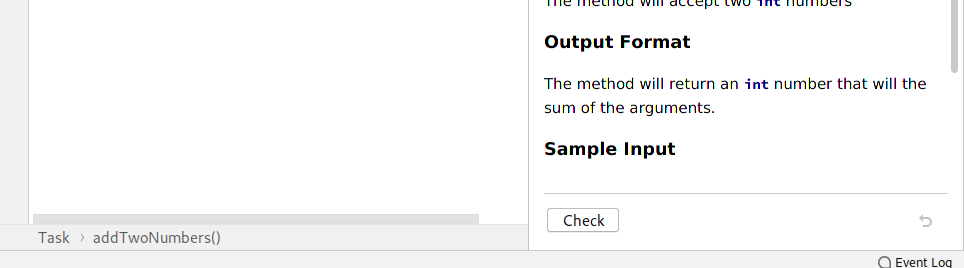 The method will accept two int numbers
Output Format
The method will return an int number that will the
sum of the arguments.
Sample Input
Check
Task › addTwoNumbers()
Event Log